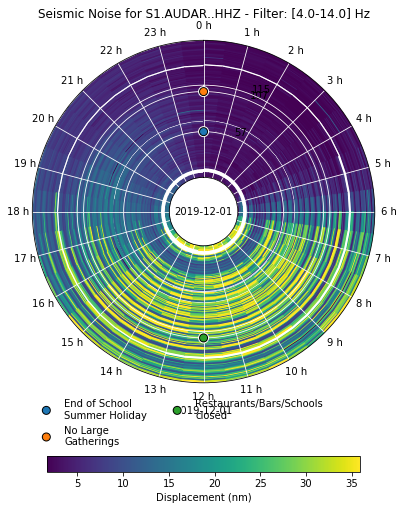 Seismic Noise for S1.AUDAR..HHZ - Filter: [4.0-14.0] Hz
0 h
23 h
1 h
22 h
2 h
21 h
3 h
20 h
4 h
19 h
5 h
2019-12-01
18 h
6 h
17 h
7 h
16 h
8 h
15 h
9 h
14 h
10 h
13 h
11 h
12 h
2019-12-01
End of School
Summer Holiday
Restaurants/Bars/Schools
closed
No Large
Gatherings
5
10
15
20
25
30
35
Displacement (nm)